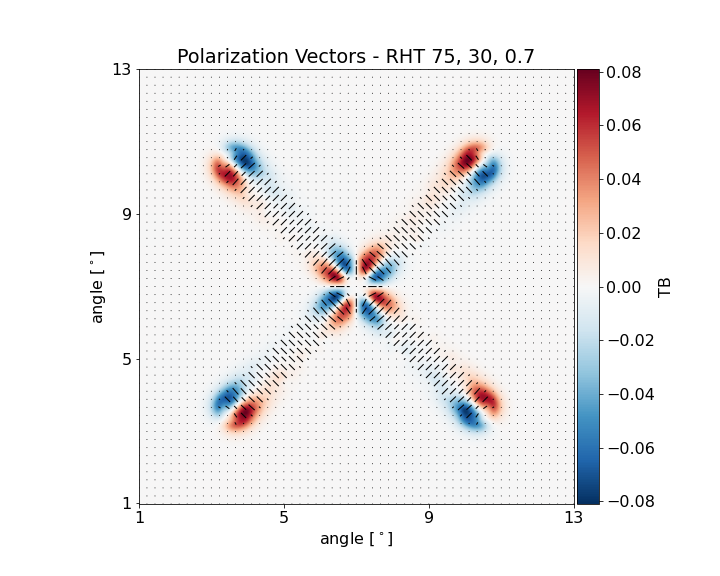 Polarization Vectors - RHT 75, 30, 0.7
13
9
5
1
1 5 9 13
angle [°]
angle [°]
0.08
0.06
0.04
0.02
0.00
−0.02
−0.04
−0.06
−0.08
TB